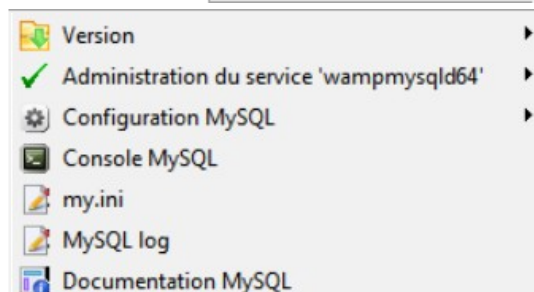 Version
Administration du service 'wampmysqld64'
Configuration MySQL
Console MySQL
my.ini
MySQL log
Documentation MySQL